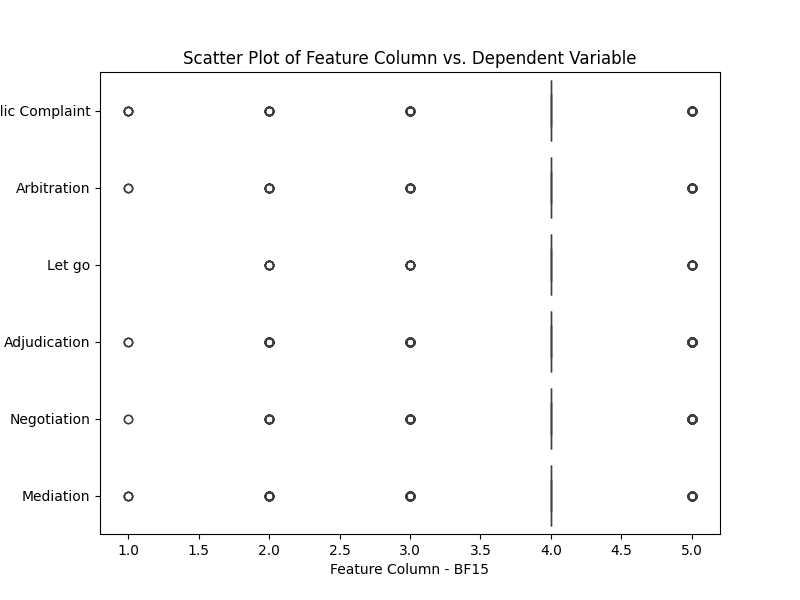 Scatter Plot of Feature Column vs. Dependent Variable
lic Complaint
Arbitration
Let go
Adjudication
Negotiation
Mediation
1.0 1.5 2.0 2.5 3.0 3.5 4.0 4.5 5.0
Feature Column - BF15